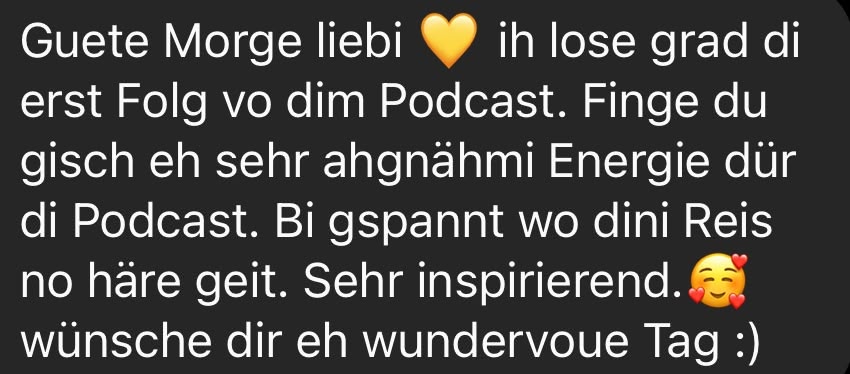 Guete Morge liebi 💛 ih lose grad di
erst Folg vo dim Podcast. Finge du
gisch eh sehr ahgnähmi Energie dür
di Podcast. Bi gspannt wo dini Reis
no häre geit. Sehr inspirierend.🥰
wünsche dir eh wundervoue Tag :)